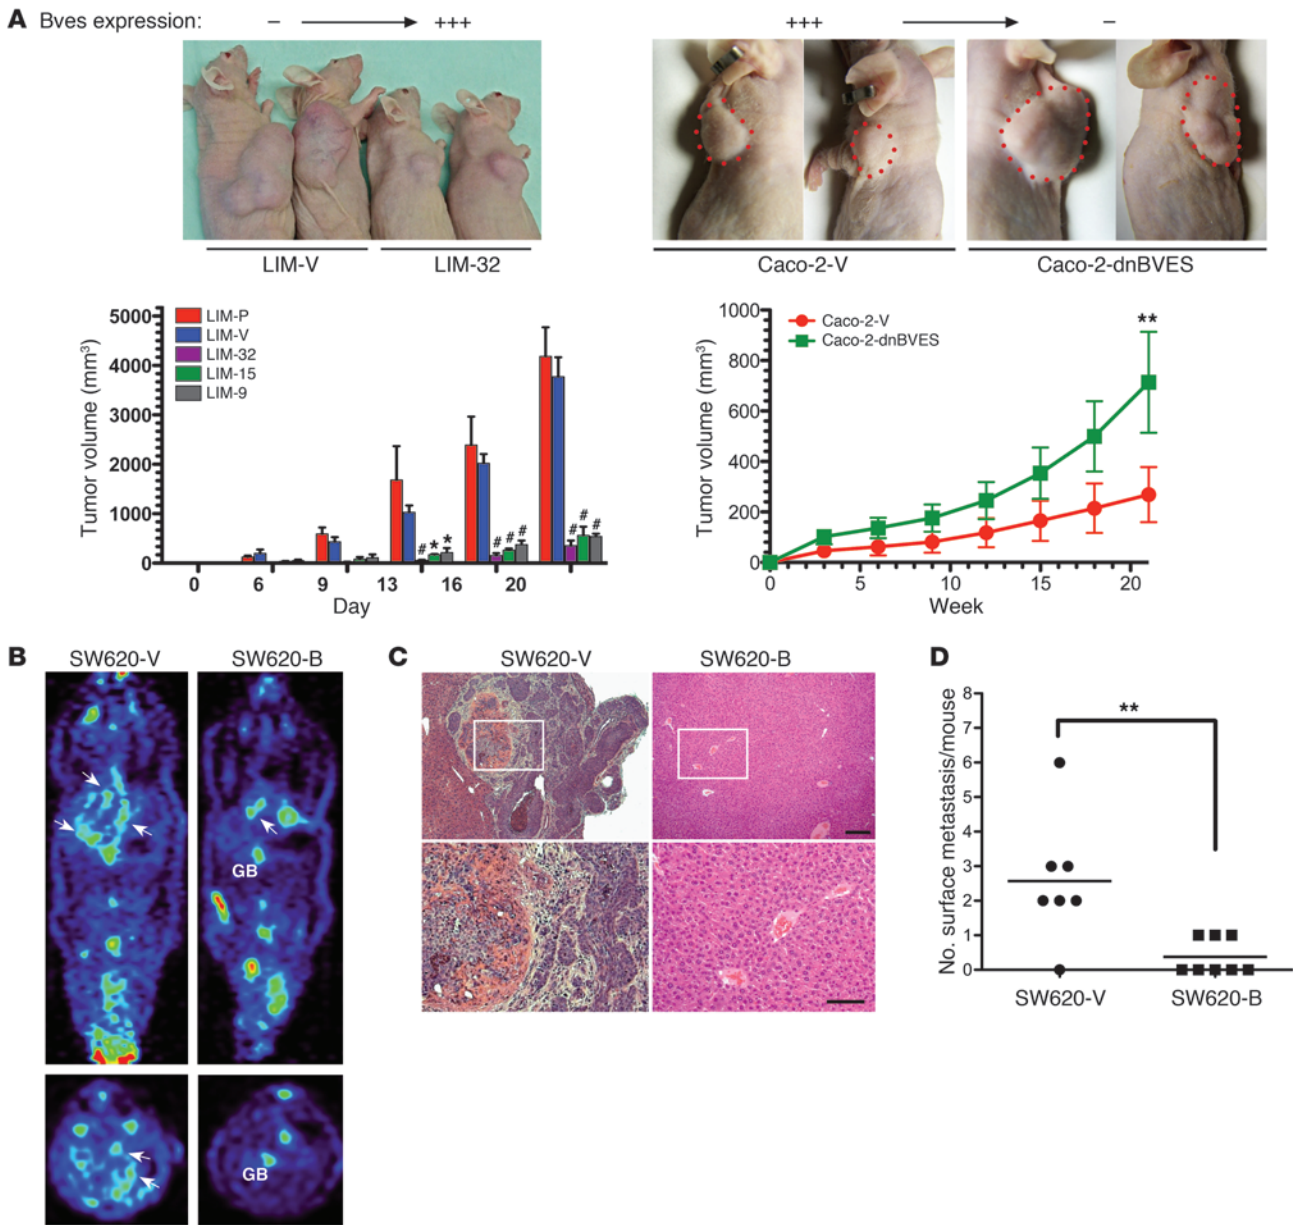 A Bves expression: – +++ +++ –
LIM-V LIM-32 Caco-2-V Caco-2-dnBVES
Tumor volume (mm³)
5000
4000
3000
2000
1000
0
LIM-P
LIM-V
LIM-32
LIM-15
LIM-9
# * * # # # # # #
0 6 9 13 16 20
Day
Tumor volume (mm³)
1000
800
600
400
200
0
Caco-2-V
Caco-2-dnBVES
**
0 5 10 15 20
Week
B SW620-V SW620-B
GB
GB
C SW620-V SW620-B
D
No. surface metastasis/mouse
8
7
6
5
4
3
2
1
0
**
SW620-V SW620-B